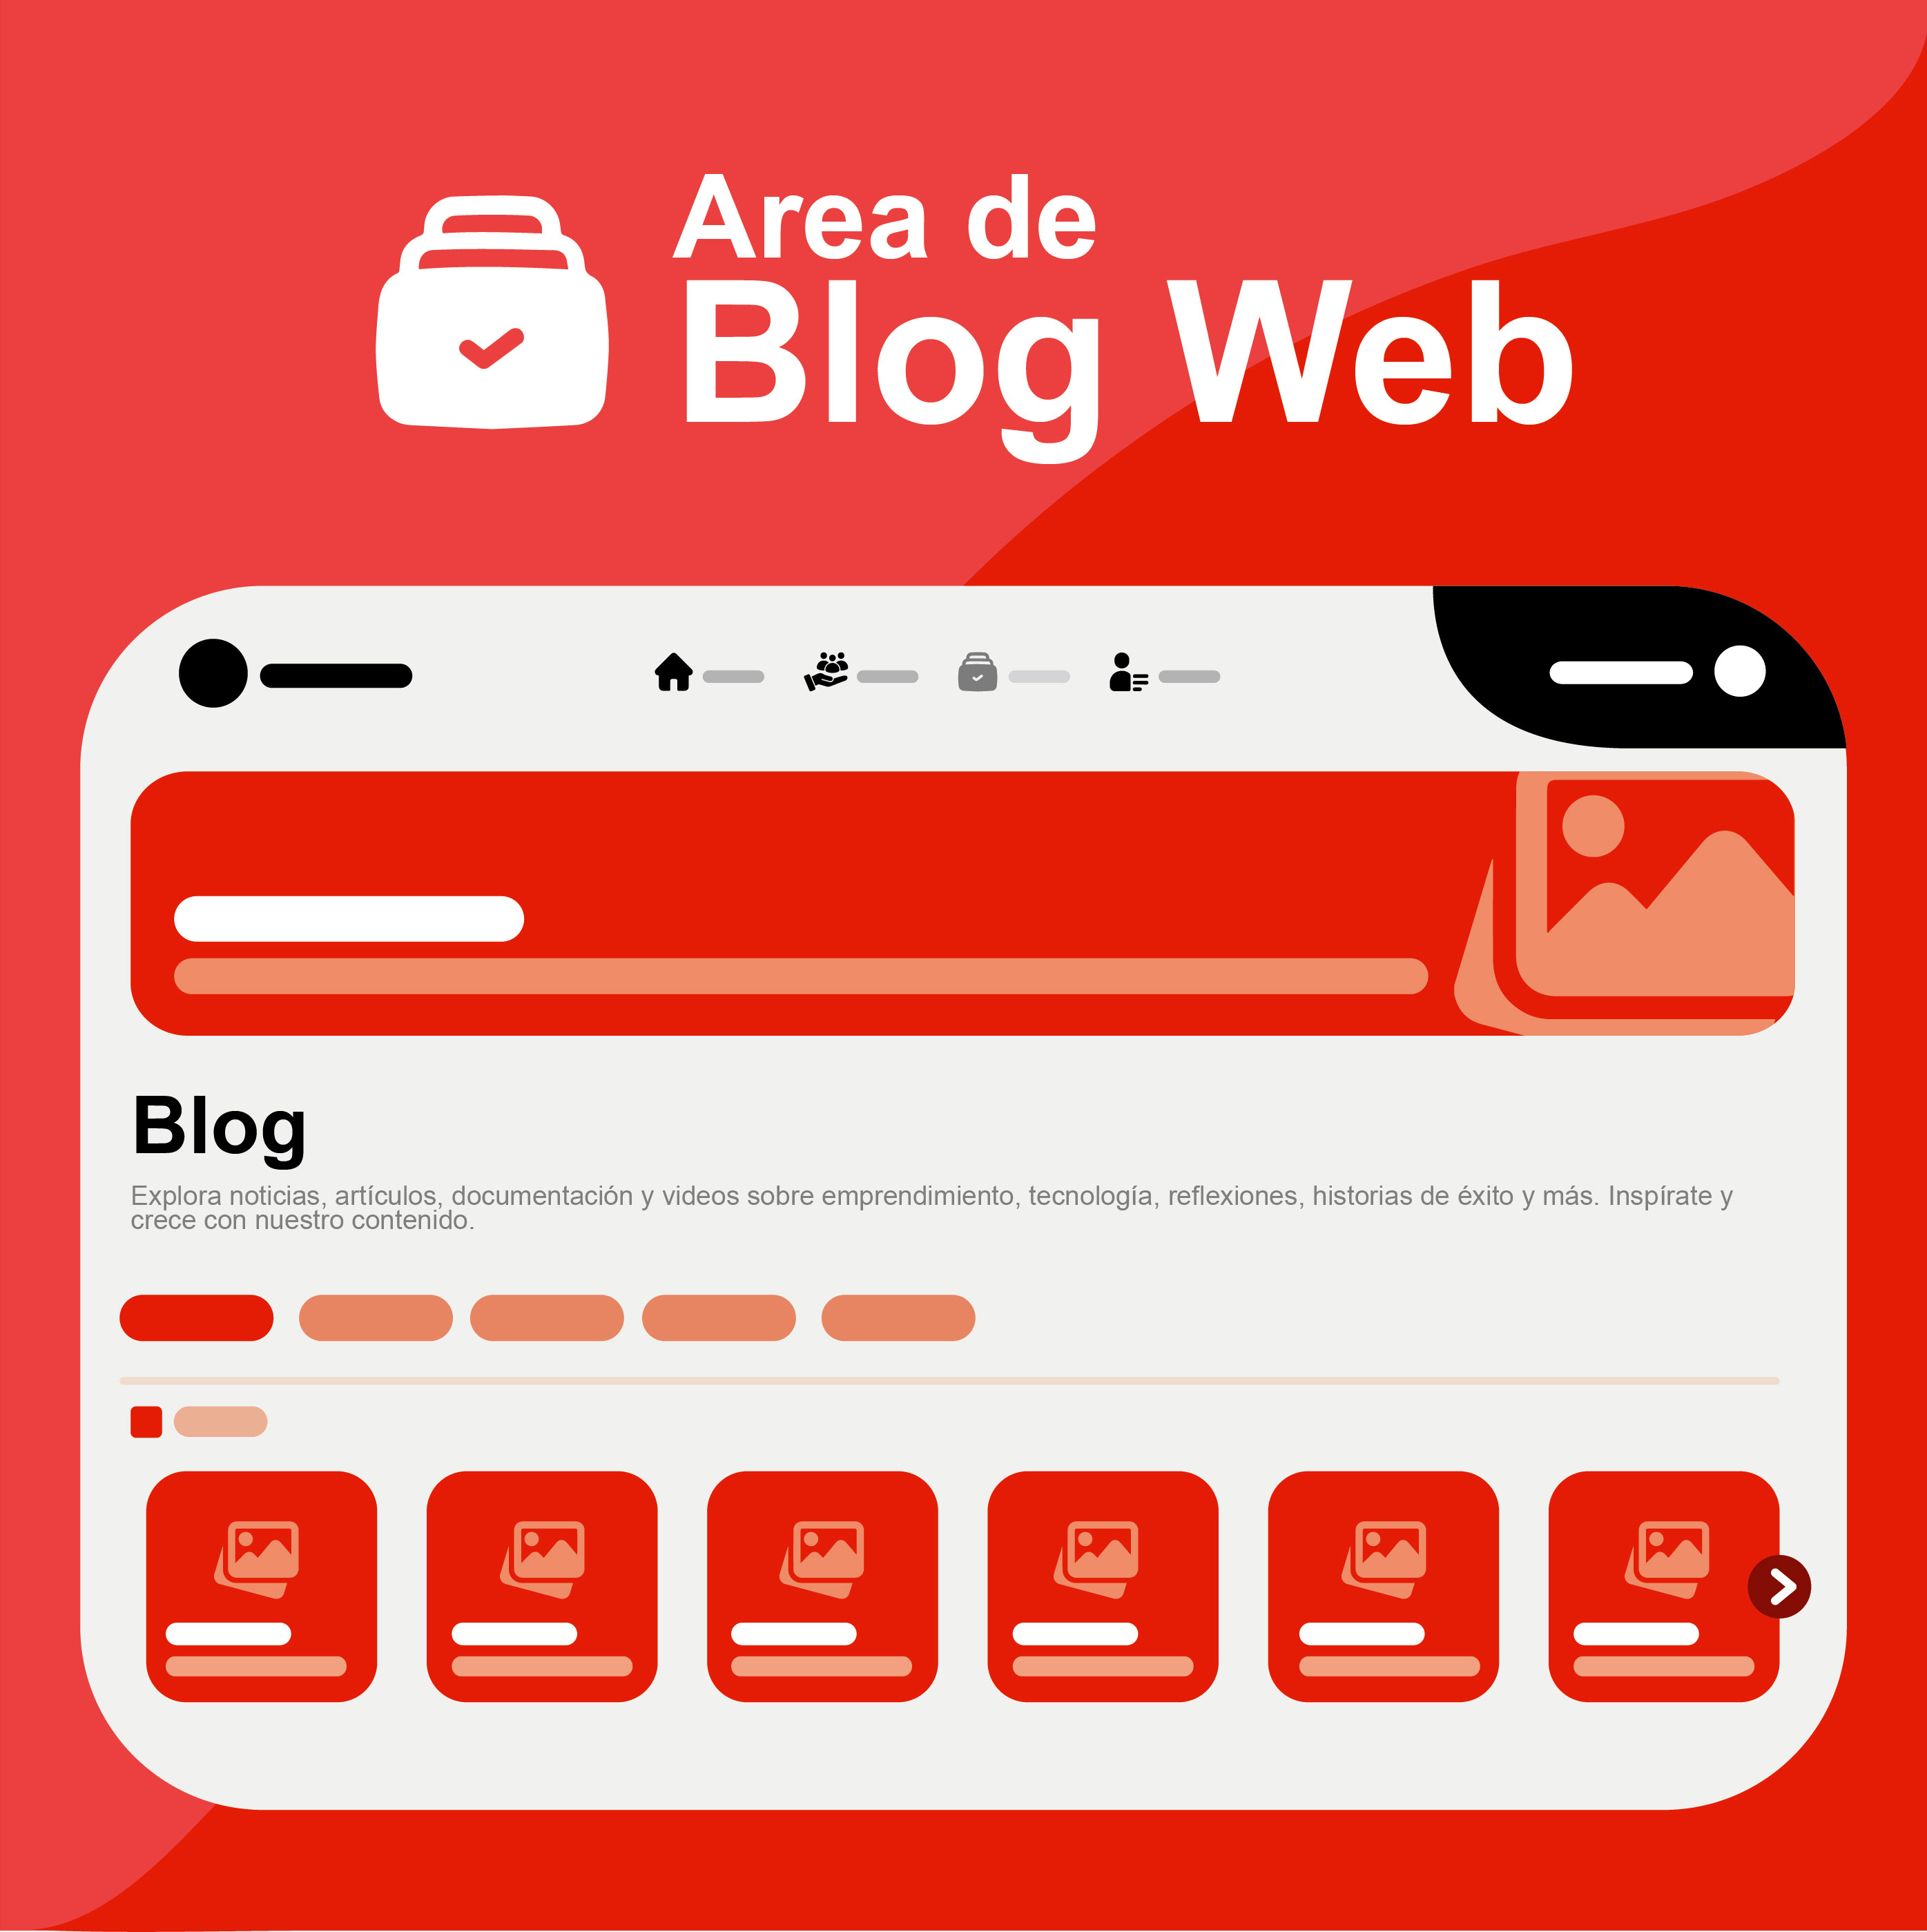 Area de
Blog Web
Blog
Explora noticias, artículos, documentación y videos sobre emprendimiento, tecnología, reflexiones, historias de éxito y más. Inspírate y
crece con nuestro contenido.